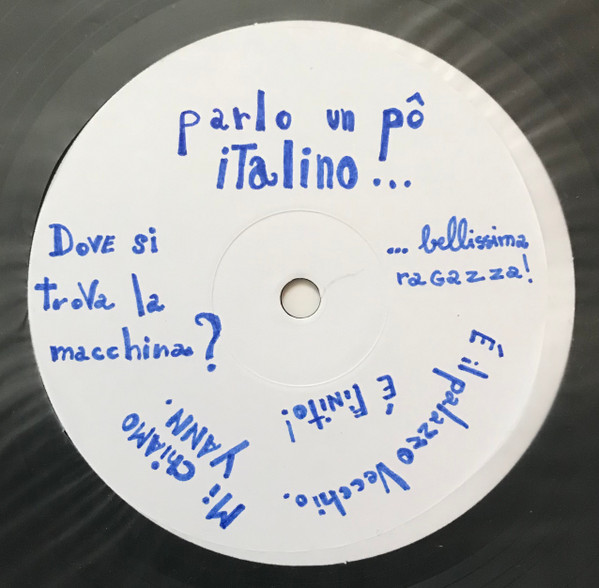 parlo un pô
iTalino...
Dove si
troVa la
macchina?
... bellissima
ragazza!
É il palazzo Vecchio.
É finito!
Mi chiamo
YANN.